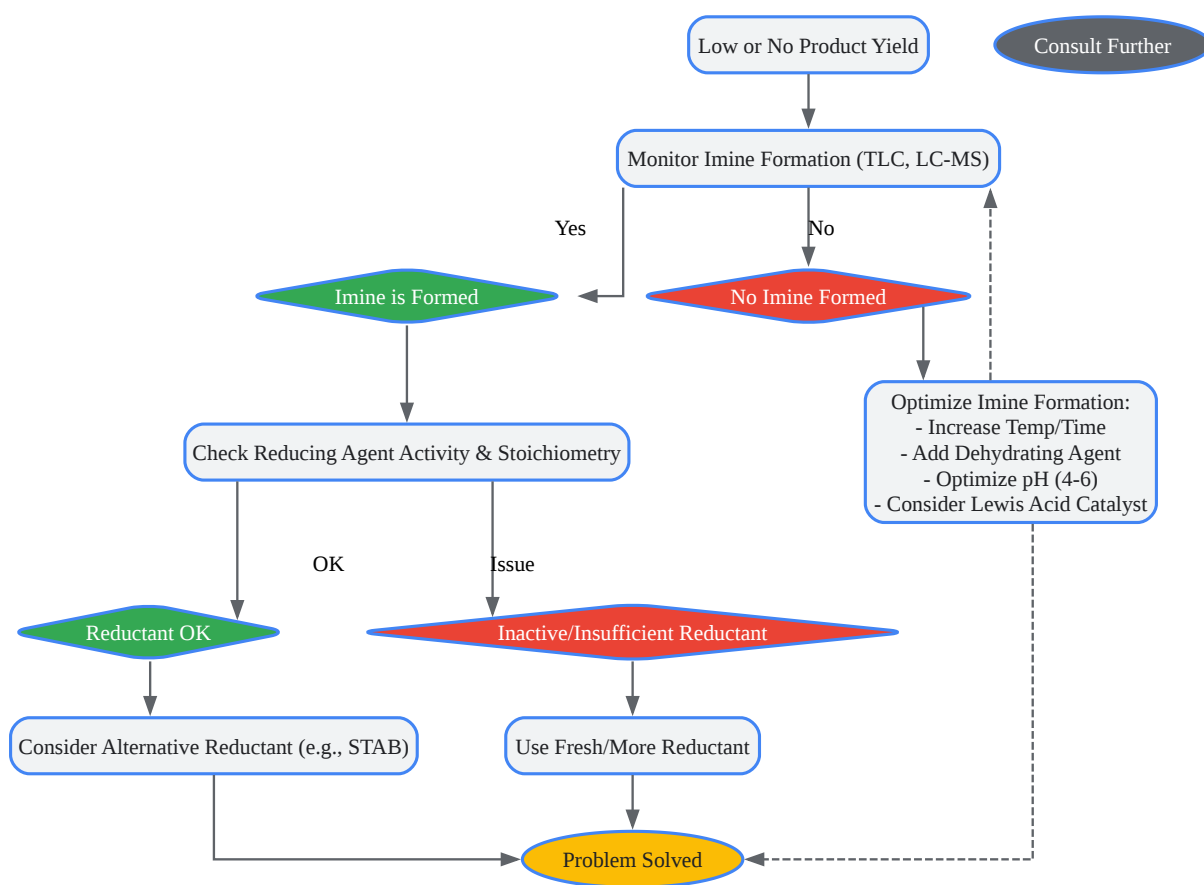 Low or No Product Yield
Consult Further
Monitor Imine Formation (TLC, LC-MS)
Yes
No
Imine is Formed
No Imine Formed
Optimize Imine Formation:
- Increase Temp/Time
- Add Dehydrating Agent
- Optimize pH (4-6)
- Consider Lewis Acid Catalyst
Check Reducing Agent Activity & Stoichiometry
OK
Issue
Reductant OK
Inactive/Insufficient Reductant
Consider Alternative Reductant (e.g., STAB)
Use Fresh/More Reductant
Problem Solved